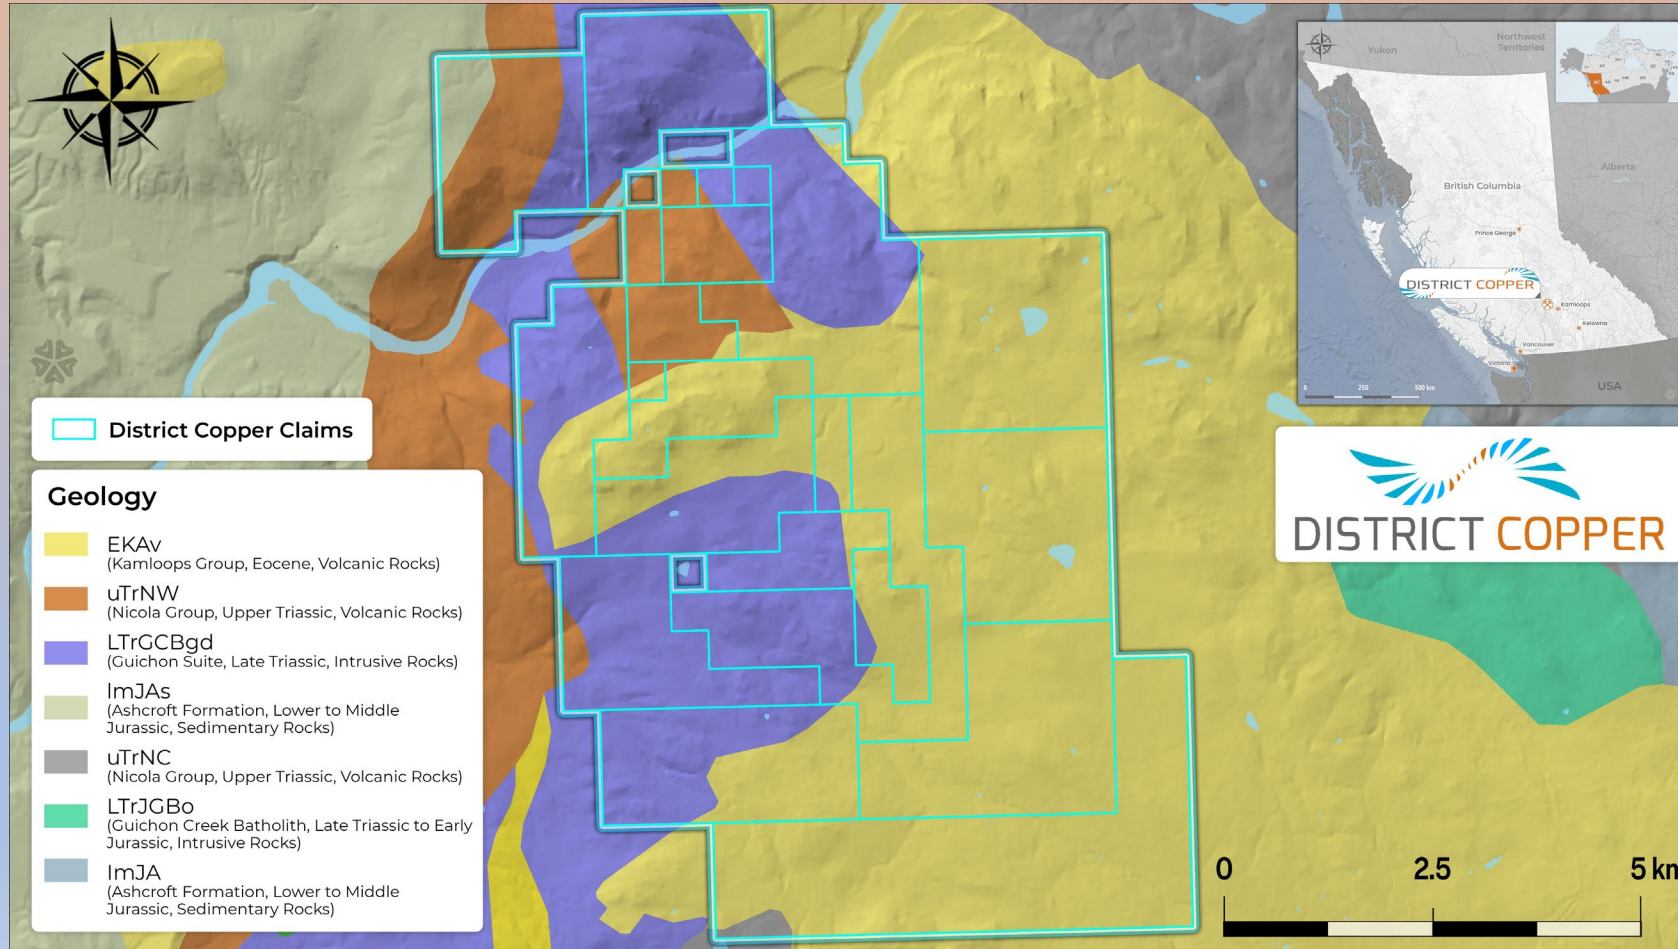 District Copper Claims
Geology
EKAv
(Kamloops Group, Eocene, Volcanic Rocks)
uTrNW
(Nicola Group, Upper Triassic, Volcanic Rocks)
LTrGCBgd
(Guichon Suite, Late Triassic, Intrusive Rocks)
lmJAs
(Ashcroft Formation, Lower to Middle
Jurassic, Sedimentary Rocks)
uTrNC
(Nicola Group, Upper Triassic, Volcanic Rocks)
LTrJGBo
(Guichon Creek Batholith, Late Triassic to Early
Jurassic, Intrusive Rocks)
lmJA
(Ashcroft Formation, Lower to Middle
Jurassic, Sedimentary Rocks)
Yukon
Northwest
Territories
Alberta
British Columbia
Prince George
DISTRICT COPPER
Kamloops
Kelowna
Vancouver
Victoria
USA
0 250 500 km
DISTRICT COPPER
0 2.5 5 km